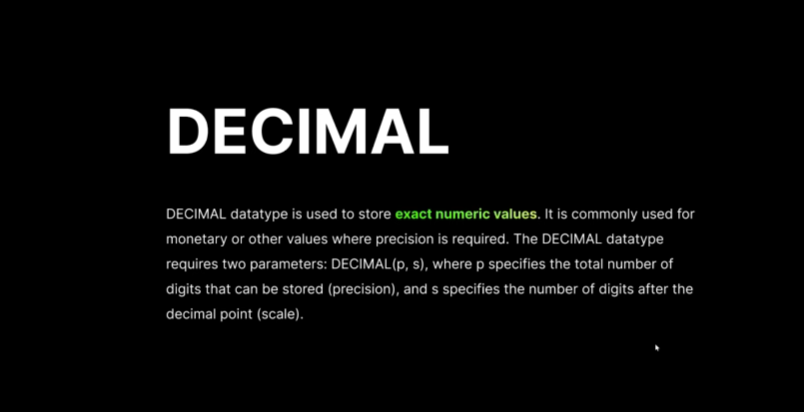 DECIMAL
DECIMAL datatype is used to store exact numeric values. It is commonly used for
monetary or other values where precision is required. The DECIMAL datatype
requires two parameters: DECIMAL(p, s), where p specifies the total number of
digits that can be stored (precision), and s specifies the number of digits after the
decimal point (scale).